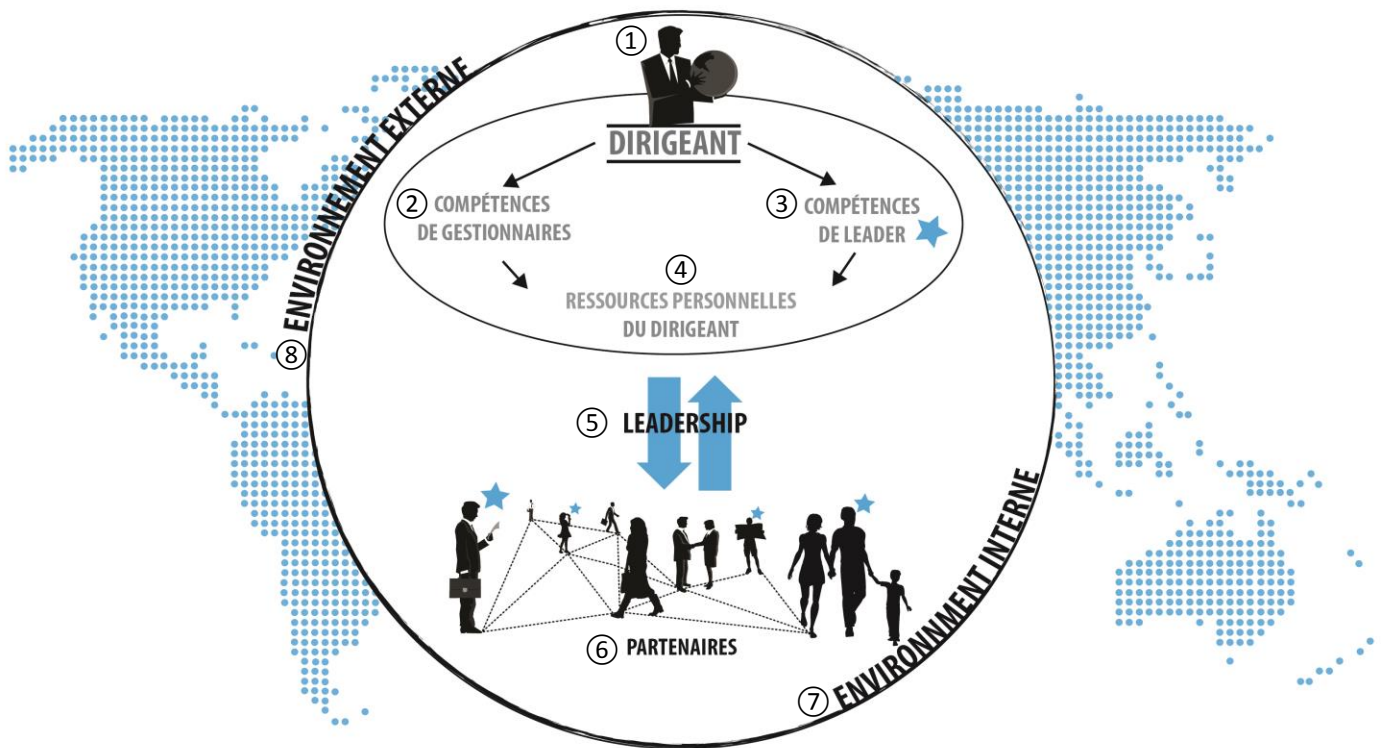 ①
DIRIGEANT
② COMPÉTENCES
DE GESTIONNAIRES
③ COMPÉTENCES
DE LEADER
④
RESSOURCES PERSONNELLES
DU DIRIGEANT
⑤ LEADERSHIP
⑥ PARTENAIRES
⑦ ENVIRONNMENT INTERNE
⑧ ENVIRONNEMENT EXTERNE